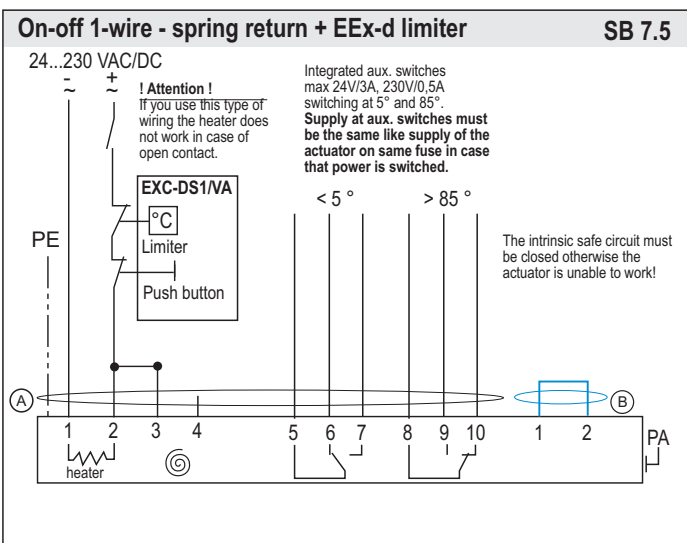 On-off 1-wire - spring return + EEx-d limiter
SB 7.5
24...230 VAC/DC
- +
~ ~
! Attention !
If you use this type of
wiring the heater does
not work in case of
open contact.
Integrated aux. switches
max 24V/3A, 230V/0,5A
switching at 5° and 85°.
Supply at aux. switches must
be the same like supply of the
actuator on same fuse in case
that power is switched.
EXC-DS1/VA
°C
Limiter
Push button
< 5 °
> 85 °
PE
The intrinsic safe circuit must
be closed otherwise the
actuator is unable to work!
A
B
1 2 3 4 5 6 7 8 9 10 1 2
PA
heater